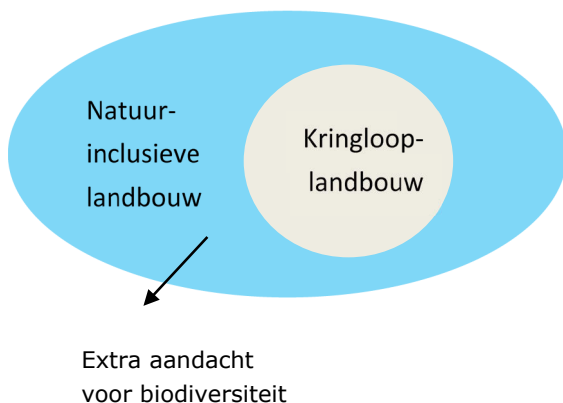 Natuur-
inclusieve
landbouw
Kringloop-
landbouw
Extra aandacht
voor biodiversiteit